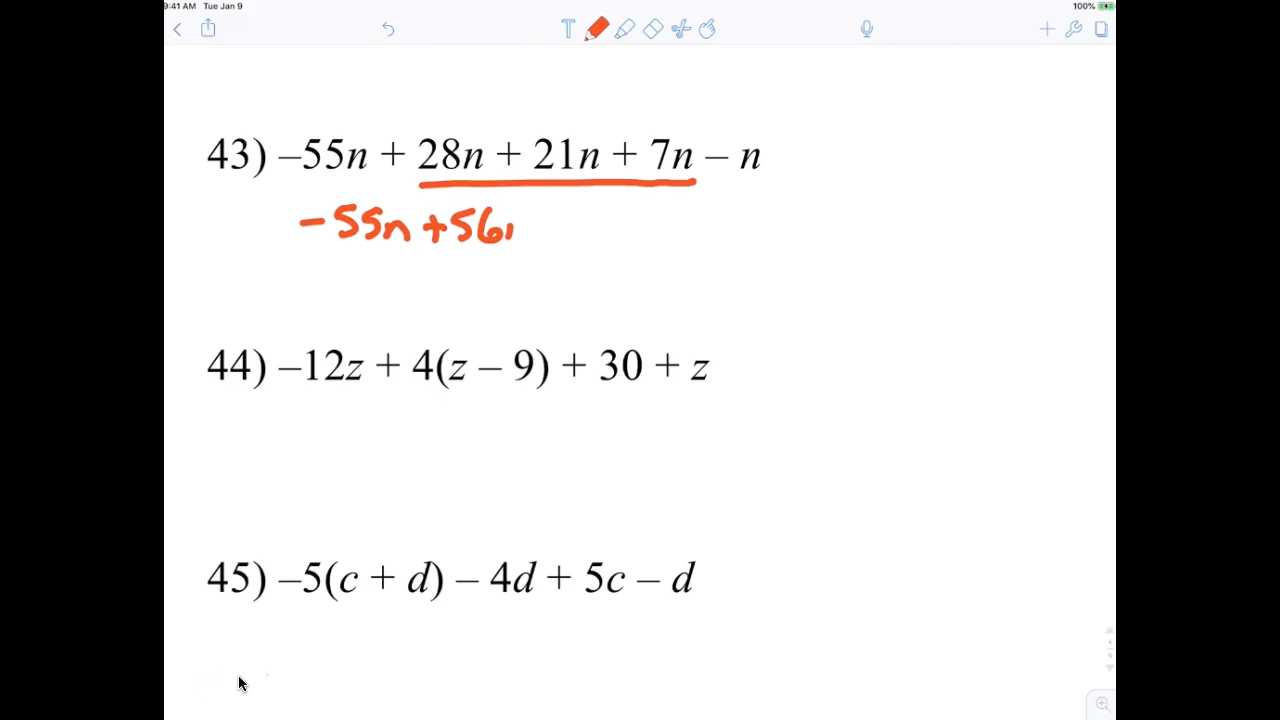 9:41 AM Tue Jan 9 100%
T
43) –55n + 28n + 21n + 7n – n
-55n +56
44) –12z + 4(z – 9) + 30 + z
45) –5(c + d) – 4d + 5c – d